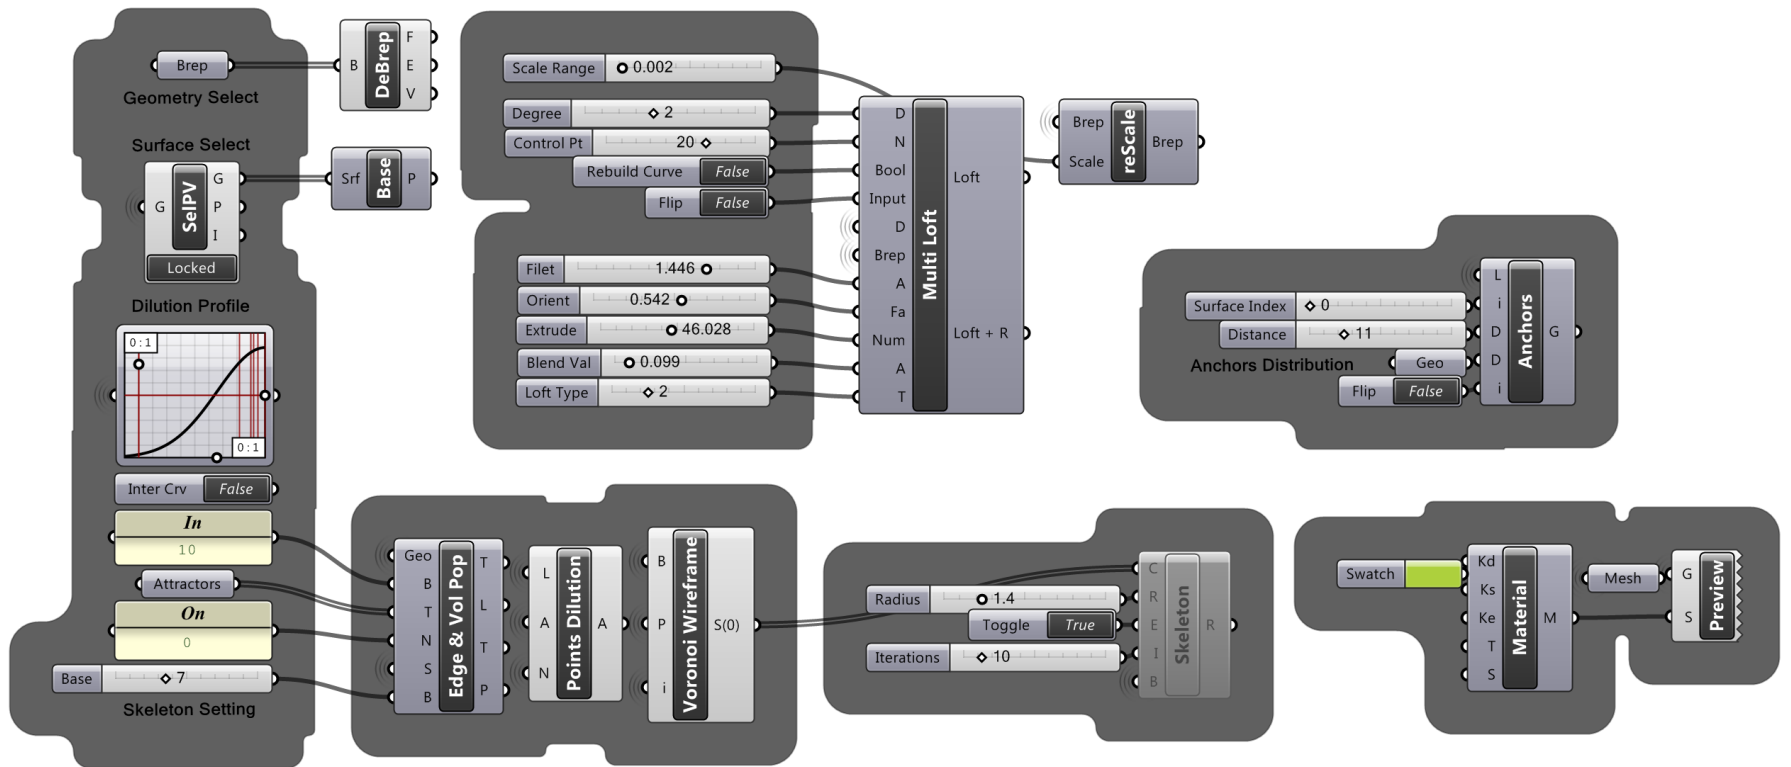 Brep
Geometry Select
B
DeBrep
F
E
V
Surface Select
G
SelPV
G
P
I
Locked
Srf
Base
P
Dilution Profile
0 : 1
0 : 1
Inter Crv False
In
10
Attractors
On
0
Base 7
Skeleton Setting
Scale Range 0.002
Degree 2
Control Pt 20
Rebuild Curve False
Flip False
Filet 1.446
Orient 0.542
Extrude 46.028
Blend Val 0.099
Loft Type 2
D
N
Bool
Input
D
Brep
A
Fa
Num
A
T
Multi Loft
Loft
Loft + R
Brep
Scale
reScale
Brep
Surface Index 0
Distance 11
Anchors Distribution
Geo
Flip False
L
i
D
D
i
Anchors
G
Geo
B
T
N
S
B
Edge & Vol Pop
T
L
T
P
L
A
N
Points Dilution
A
B
P
i
Voronoi Wireframe
S(0)
Radius 1.4
Toggle True
Iterations 10
C
R
E
I
B
Skeleton
R
Swatch
Kd
Ks
Ke
T
S
Material
M
Mesh
G
S
Preview